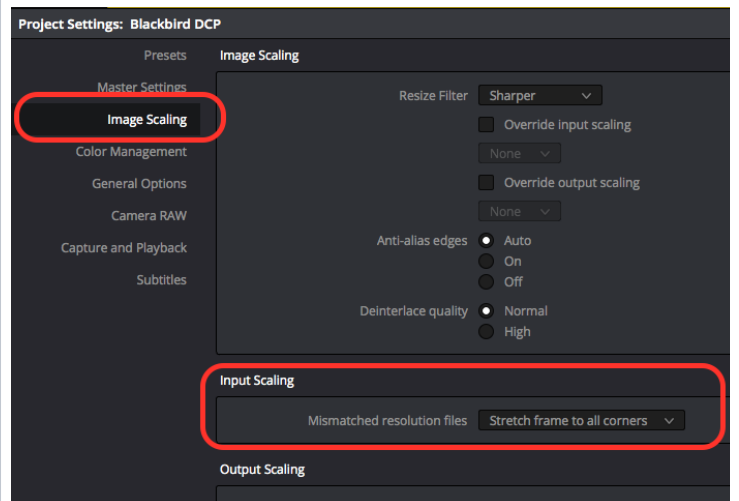 Project Settings: Blackbird DCP
Presets
Master Settings
Image Scaling
Color Management
General Options
Camera RAW
Capture and Playback
Subtitles
Image Scaling
Resize Filter Sharper
Override input scaling
None
Override output scaling
None
Anti-alias edges Auto
On
Off
Deinterlace quality Normal
High
Input Scaling
Mismatched resolution files Stretch frame to all corners
Output Scaling